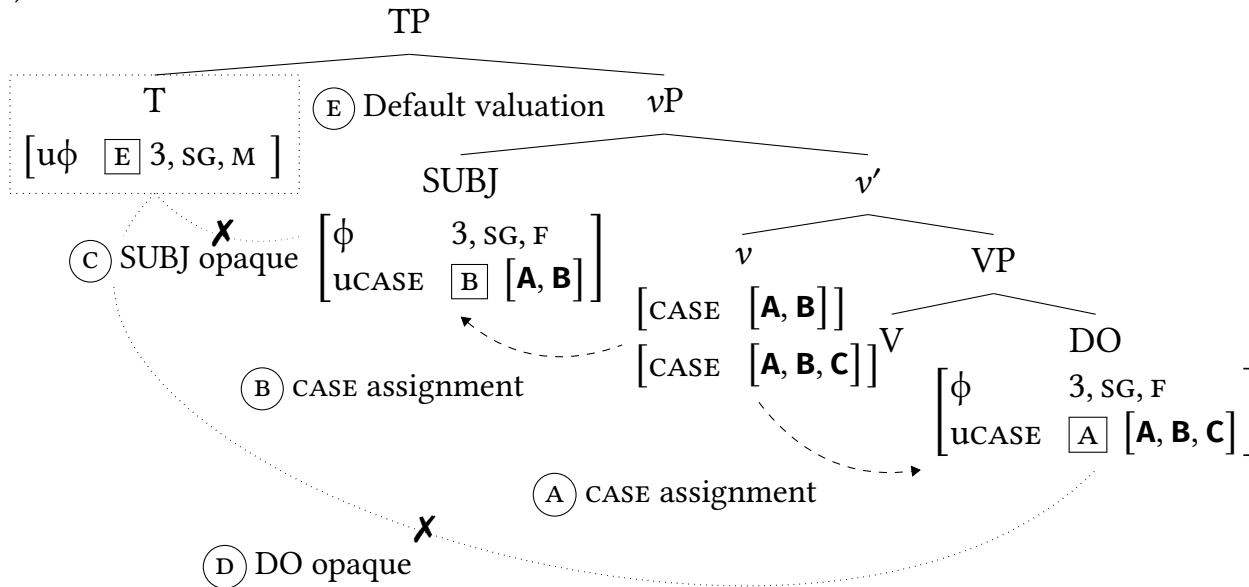 TP
T
Ⓔ Default valuation
vP
[uϕ E 3, SG, M ]
SUBJ
v′
[ϕ 3, SG, F
uCASE B [A, B]]
✗
Ⓒ SUBJ opaque
v
VP
[CASE [A, B]]
[CASE [A, B, C]]
V
DO
[ϕ 3, SG, F
uCASE A [A, B, C]]
Ⓑ CASE assignment
Ⓐ CASE assignment
✗
Ⓓ DO opaque